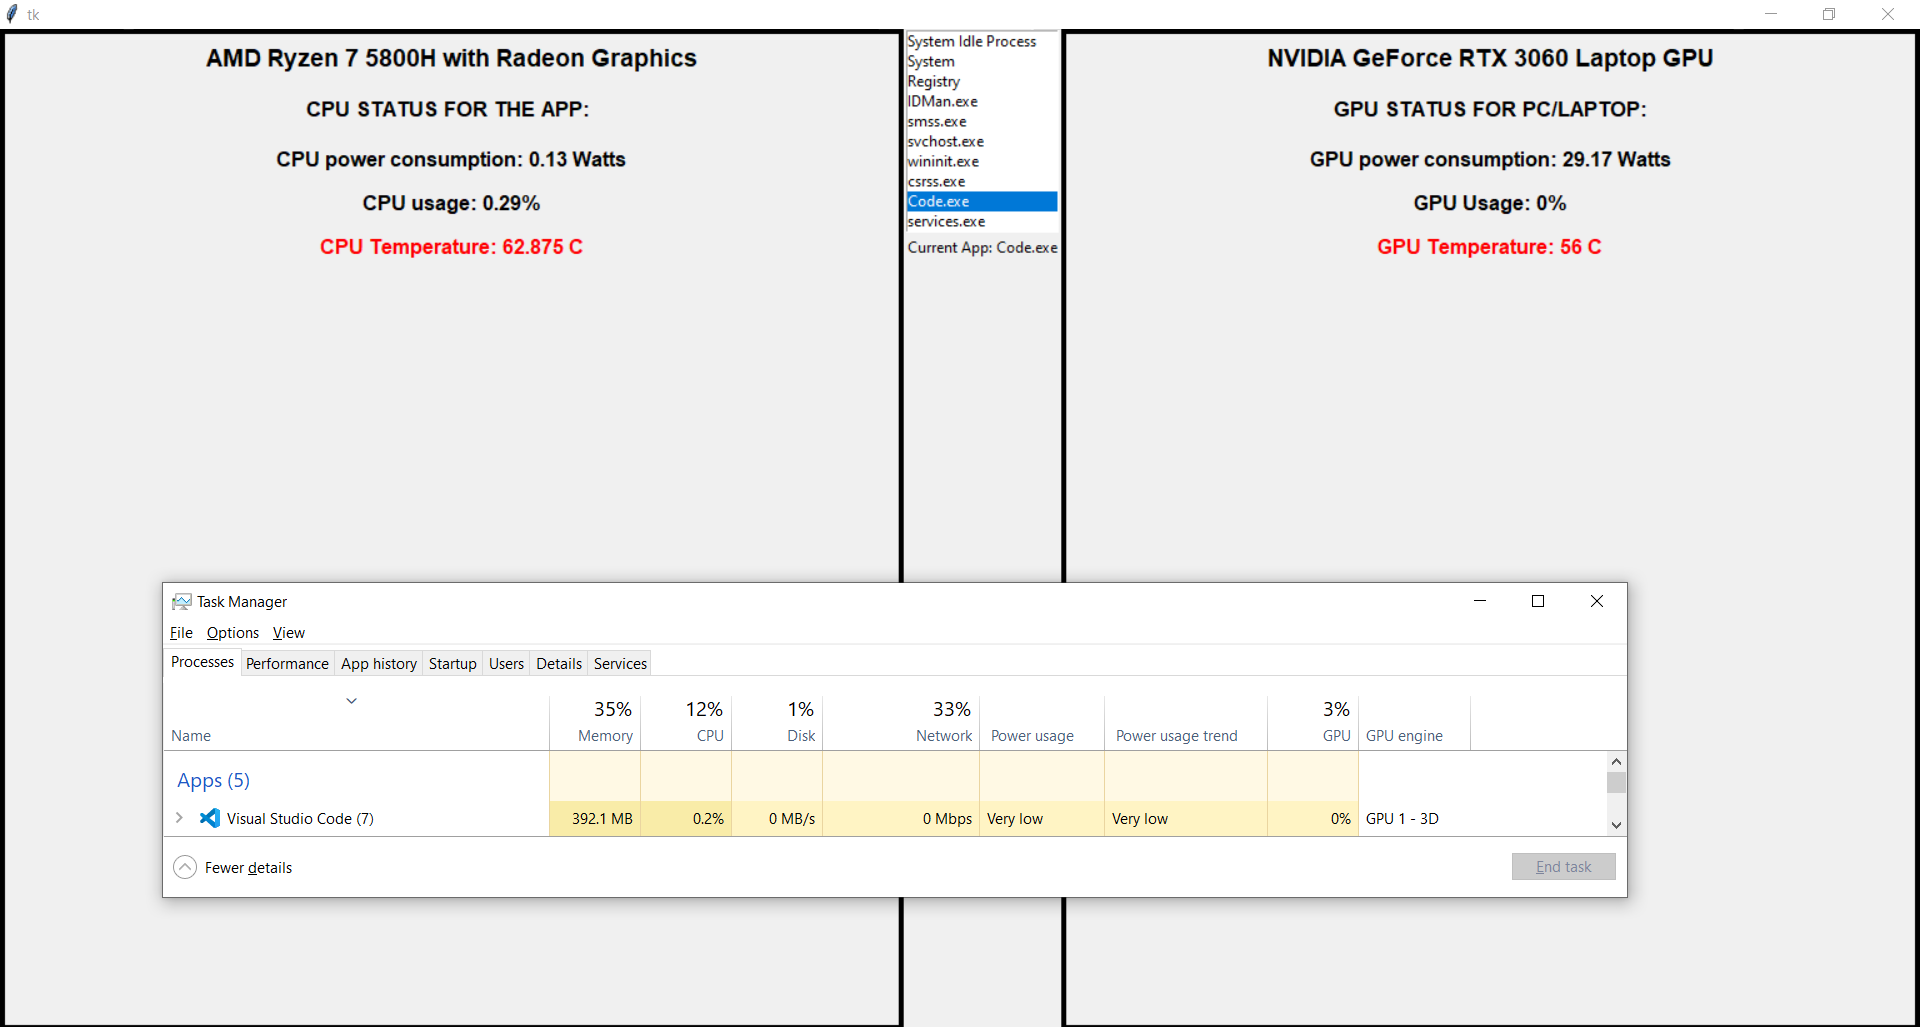 tk
AMD Ryzen 7 5800H with Radeon Graphics
CPU STATUS FOR THE APP:
CPU power consumption: 0.13 Watts
CPU usage: 0.29%
CPU Temperature: 62.875 C
System Idle Process
System
Registry
IDMan.exe
smss.exe
svchost.exe
wininit.exe
csrss.exe
Code.exe
services.exe
Current App: Code.exe
NVIDIA GeForce RTX 3060 Laptop GPU
GPU STATUS FOR PC/LAPTOP:
GPU power consumption: 29.17 Watts
GPU Usage: 0%
GPU Temperature: 56 C
Task Manager
File Options View
Processes Performance App history Startup Users Details Services
35% 12% 1% 33% 3%
Name Memory CPU Disk Network Power usage Power usage trend GPU GPU engine
Apps (5)
Visual Studio Code (7) 392.1 MB 0.2% 0 MB/s 0 Mbps Very low Very low 0% GPU 1 - 3D
Fewer details End task